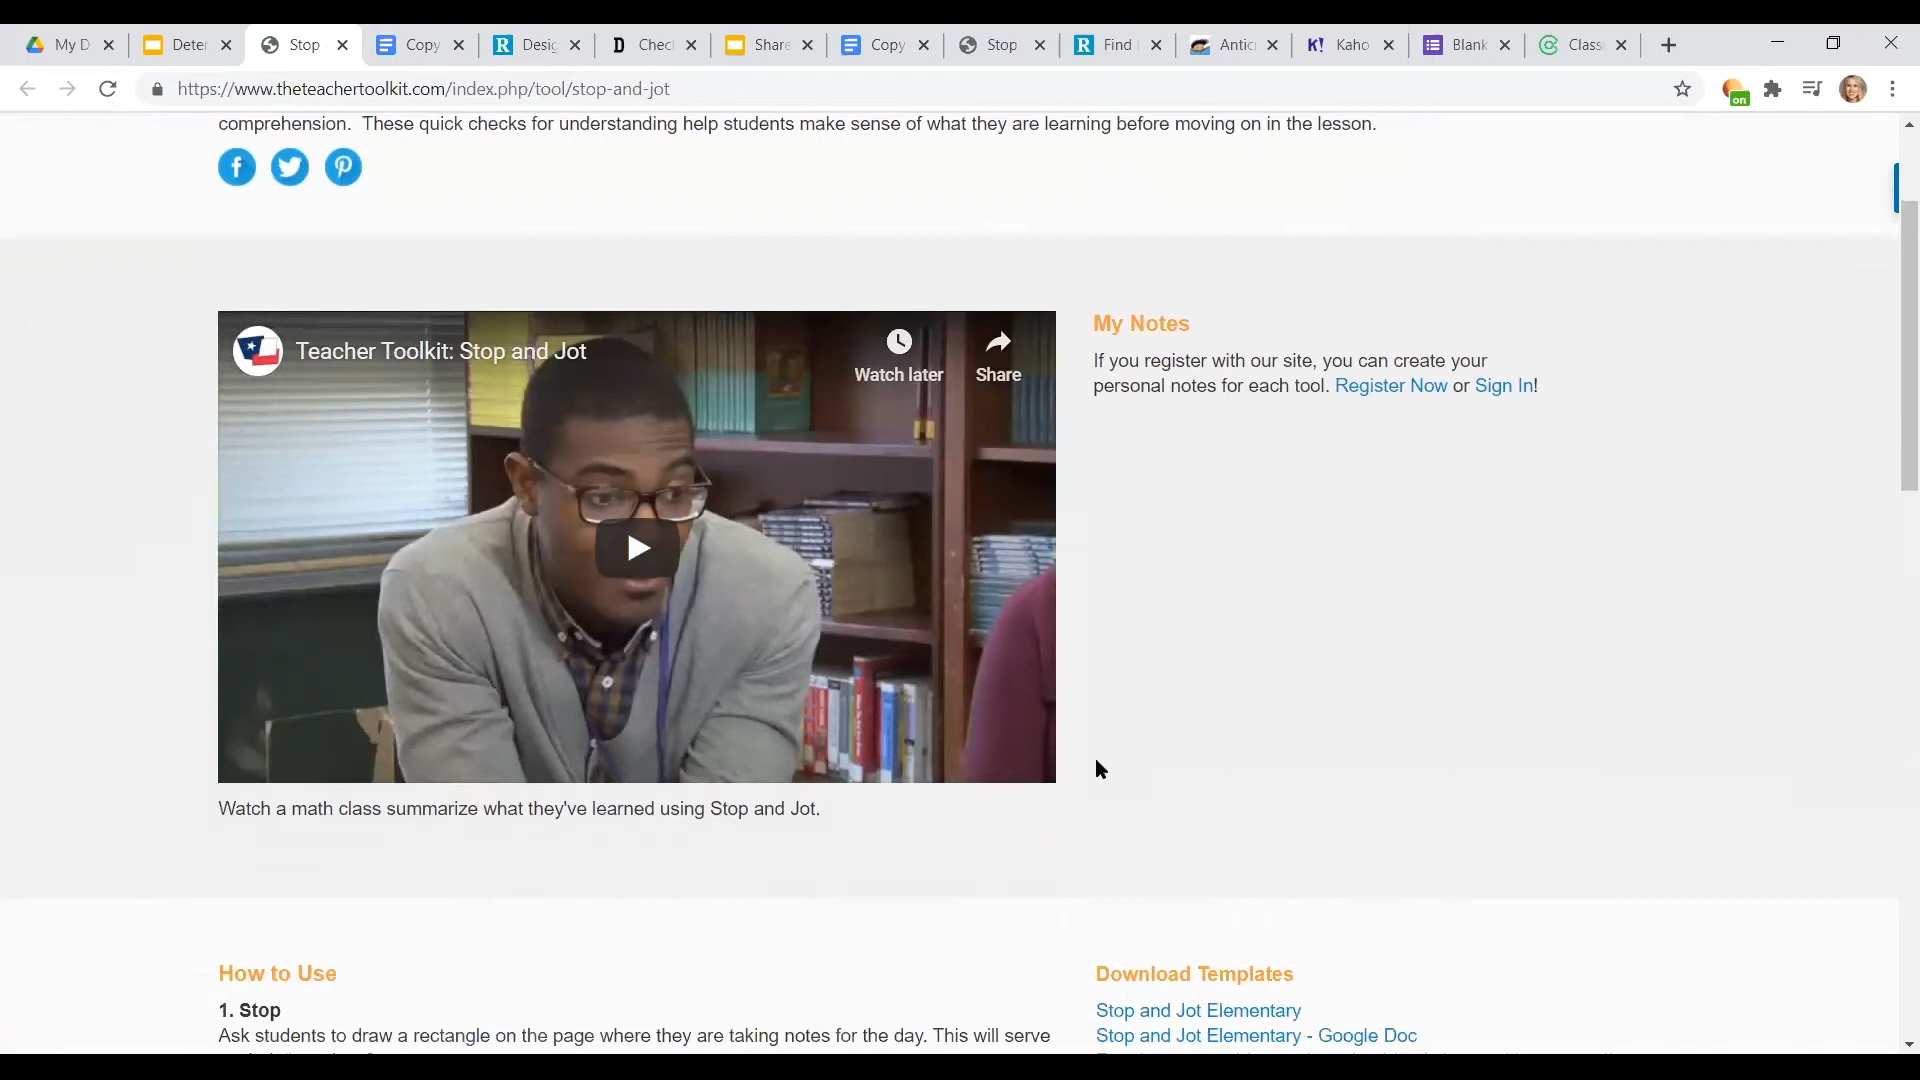 My D
Deter
Stop
Copy
Desig
Chec
Share
Copy
Stop
Find
Antic
Kaho
Blank
Class
https://www.theteachertoolkit.com/index.php/tool/stop-and-jot
on
comprehension. These quick checks for understanding help students make sense of what they are learning before moving on in the lesson.
Teacher Toolkit: Stop and Jot
Watch later
Share
My Notes
If you register with our site, you can create your
personal notes for each tool. Register Now or Sign In!
Watch a math class summarize what they've learned using Stop and Jot.
How to Use
1. Stop
Ask students to draw a rectangle on the page where they are taking notes for the day. This will serve
Download Templates
Stop and Jot Elementary
Stop and Jot Elementary - Google Doc